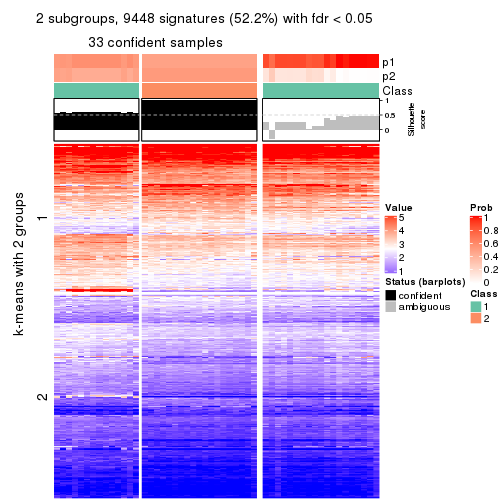 2 subgroups, 9448 signatures (52.2%) with fdr < 0.05
33 confident samples
p1
p2
Class
1
0.5
0
Silhouette
score
k-means with 2 groups
1
2
Value
5
4
3
2
1
Status (barplots)
confident
ambiguous
Prob
1
0.8
0.6
0.4
0.2
0
Class
1
2